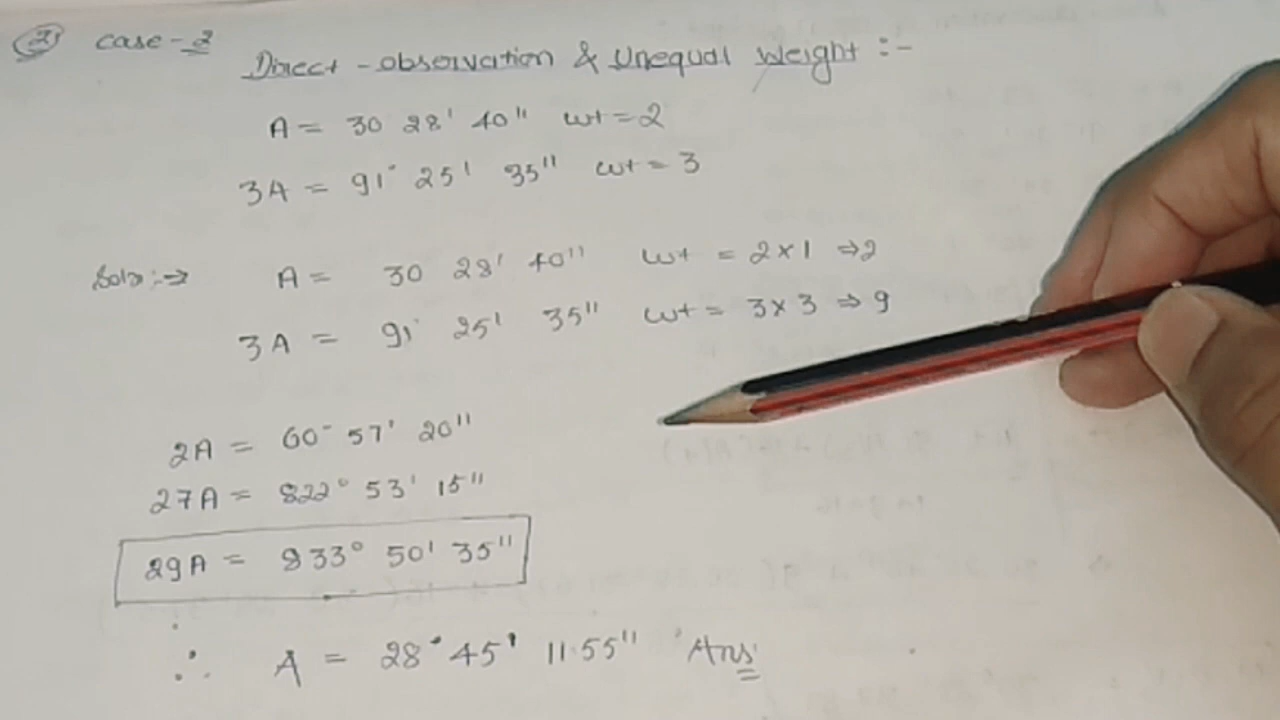 2) case-2
Direct-observation & Unequal Weight :-
A = 30 28' 40" wt = 2
3A = 91° 25' 35" wt = 3
Soln :→ A = 30 28' 40" wt = 2×1 ⇒ 2
3A = 91° 25' 35" wt = 3×3 ⇒ 9
2A = 60° 57' 20"
27A = 822° 53' 15"
29A = 833° 50' 35"
∴ A = 28° 45' 11.55" Ans